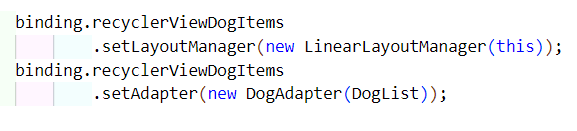 binding.recyclerViewDogItems
.setLayoutManager(new LinearLayoutManager(this));
binding.recyclerViewDogItems
.setAdapter(new DogAdapter(DogList));